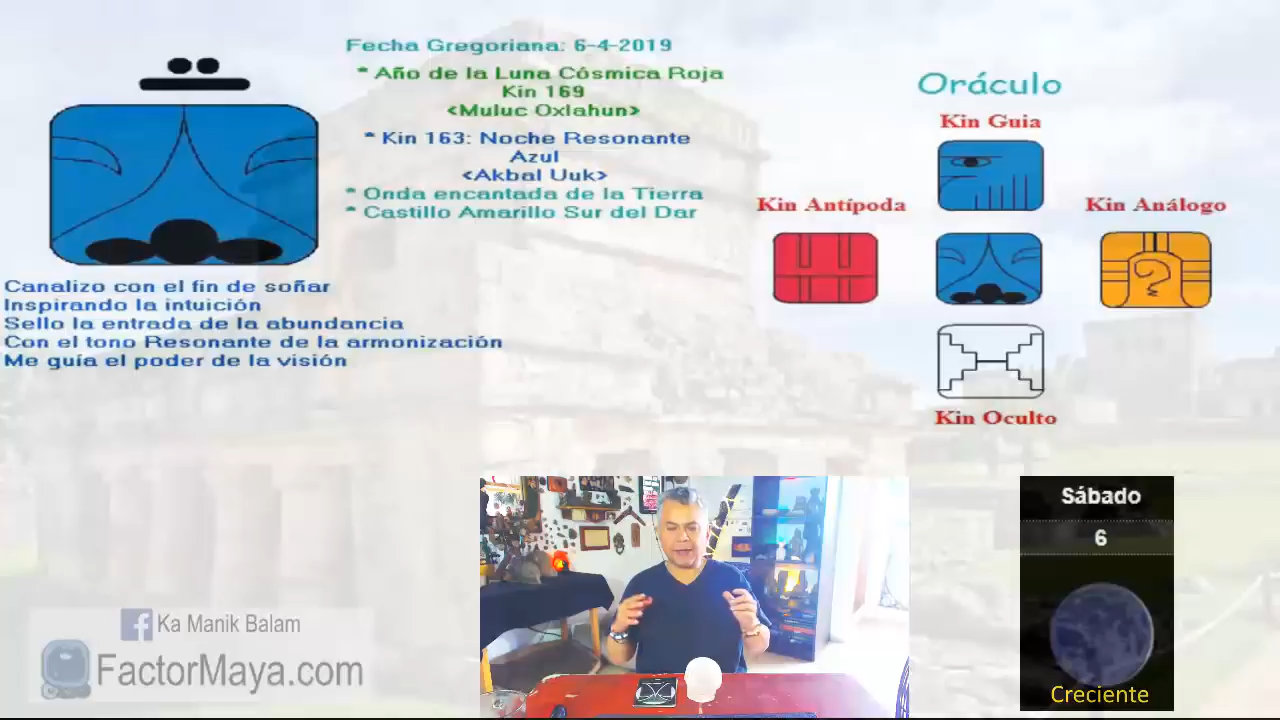 Fecha Gregoriana: 6-4-2019
* Año de la Luna Cósmica Roja
Kin 169
<Muluc Oxlahun>
* Kin 163: Noche Resonante
Azul
<Akbal Uuk>
* Onda encantada de la Tierra
* Castillo Amarillo Sur del Dar
Canalizo con el fin de soñar
Inspirando la intuición
Sello la entrada de la abundancia
Con el tono Resonante de la armonización
Me guía el poder de la visión
Oráculo
Kin Guia
Kin Antípoda
Kin Análogo
Kin Oculto
Sábado
6
Creciente
Ka Manik Balam
FactorMaya.com